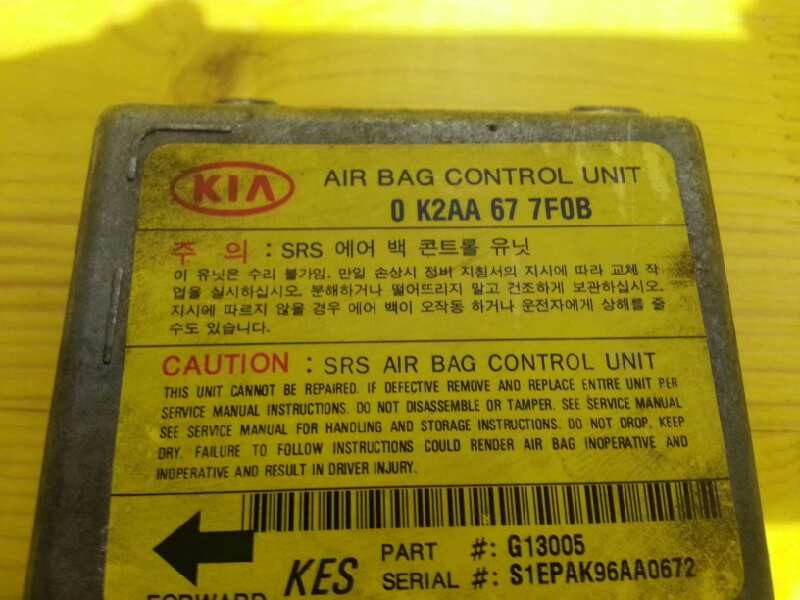 KIA AIR BAG CONTROL UNIT
0 K2AA 67 7F0B
주 의 : SRS 에어 백 콘트롤 유닛
이 유닛은 수리 불가임. 만일 손상시 정버 지침서의 지시에 따라 교체 작
업을 실시하십시오. 분해하거나 떨어뜨리지 말고 건조하게 보관하십시오.
지시에 따르지 않을 경우 에어 백이 오작동 하거나 운전자에게 상해를 줄
수도 있습니다.
CAUTION : SRS AIR BAG CONTROL UNIT
THIS UNIT CANNOT BE REPAIRED. IF DEFECTIVE REMOVE AND REPLACE ENTIRE UNIT PER
SERVICE MANUAL INSTRUCTIONS. DO NOT DISASSEMBLE OR TAMPER. SEE SERVICE MANUAL
SEE SERVICE MANUAL FOR HANDLING AND STORAGE INSTRUCTIONS. DO NOT DROP, KEEP
DRY. FAILURE TO FOLLOW INSTRUCTIONS COULD RENDER AIR BAG INOPERATIVE AND
INOPERATIVE AND RESULT IN DRIVER INJURY.
PART #: G13005
FORWARD KES SERIAL #: S1EPAK96AA0672